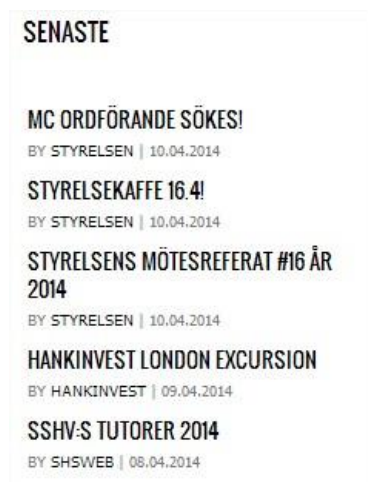 SENASTE
MC ORDFÖRANDE SÖKES!
BY STYRELSEN | 10.04.2014
STYRELSEKAFFE 16.4!
BY STYRELSEN | 10.04.2014
STYRELSENS MÖTESREFERAT #16 ÅR
2014
BY STYRELSEN | 10.04.2014
HANKINVEST LONDON EXCURSION
BY HANKINVEST | 09.04.2014
SSHV:S TUTORER 2014
BY SHSWEB | 08.04.2014